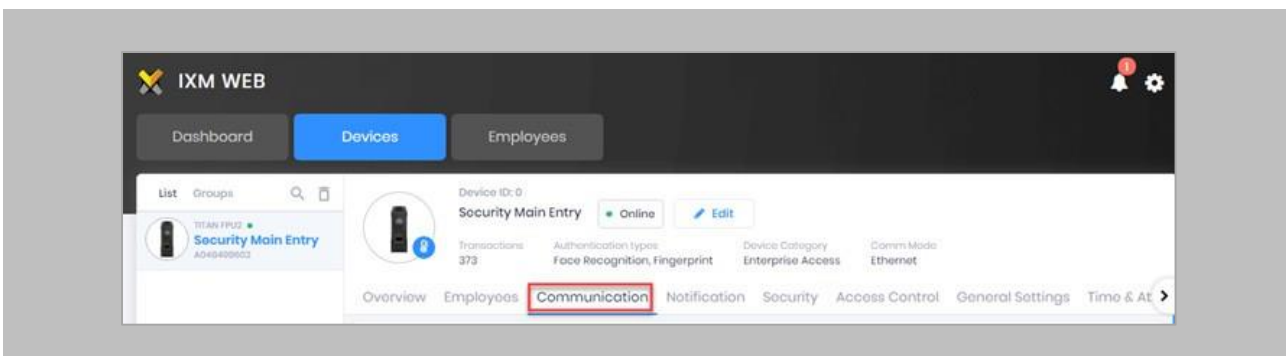 IXM WEB
1
Dashboard Devices Employees
List Groups
TITAN FPU2
Security Main Entry
Device ID: 0
Security Main Entry Online Edit
Transactions Authentication types Device Category Comm Mode
373 Face Recognition, Fingerprint Enterprise Access Ethernet
Overview Employees Communication Notification Security Access Control General Settings Time & At